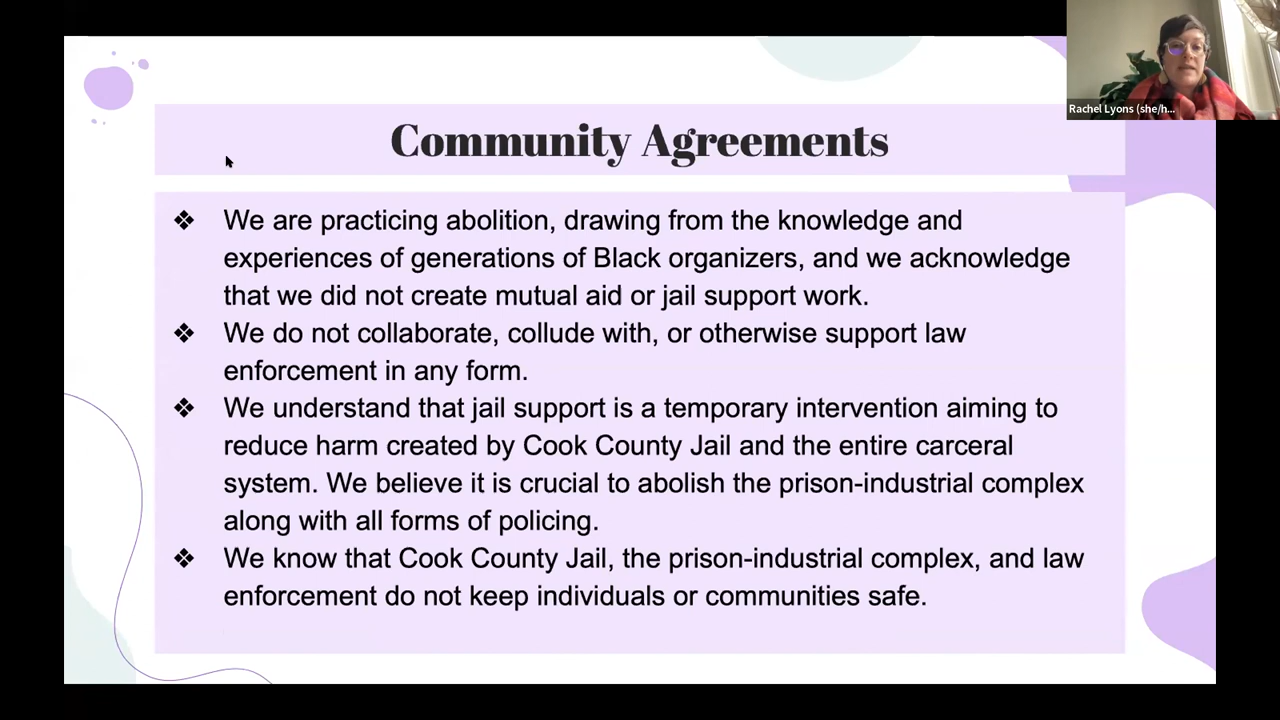 Rachel Lyons (she/h...
Community Agreements
❖ We are practicing abolition, drawing from the knowledge and
experiences of generations of Black organizers, and we acknowledge
that we did not create mutual aid or jail support work.
❖ We do not collaborate, collude with, or otherwise support law
enforcement in any form.
❖ We understand that jail support is a temporary intervention aiming to
reduce harm created by Cook County Jail and the entire carceral
system. We believe it is crucial to abolish the prison-industrial complex
along with all forms of policing.
❖ We know that Cook County Jail, the prison-industrial complex, and law
enforcement do not keep individuals or communities safe.